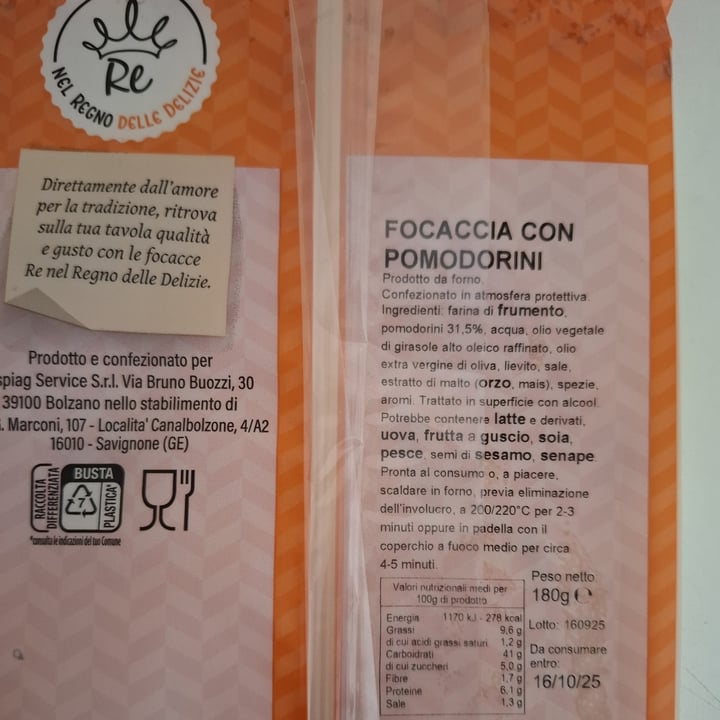 Re
NEL REGNO DELLE DELIZIE
Direttamente dall'amore
per la tradizione, ritrova
sulla tua tavola qualità
e gusto con le focacce
Re nel Regno delle Delizie.
Prodotto e confezionato per
spiag Service S.r.l. Via Bruno Buozzi, 30
39100 Bolzano nello stabilimento di
. Marconi, 107 - Localita' Canalbolzone, 4/A2
16010 - Savignone (GE)
RACCOLTA
DIFFERENZIATA
BUSTA
7
PLASTICA*
*consulta le indicazioni del tuo Comune
FOCACCIA CON
POMODORINI
Prodotto da forno.
Confezionato in atmosfera protettiva.
Ingredienti: farina di frumento,
pomodorini 31,5%, acqua, olio vegetale
di girasole alto oleico raffinato, olio
extra vergine di oliva, lievito, sale,
estratto di malto (orzo, mais), spezie,
aromi. Trattato in superficie con alcool.
Potrebbe contenere latte e derivati,
uova, frutta a guscio, soia,
pesce, semi di sesamo, senape.
Pronta al consumo o, a piacere,
scaldare in forno, previa eliminazione
dell'involucro, a 200/220°C per 2-3
minuti oppure in padella con il
coperchio a fuoco medio per circa
4-5 minuti.
Valori nutrizionali medi per
100g di prodotto
Energia 1170 kJ - 278 kcal
Grassi 9,6 g
di cui acidi grassi saturi 1,2 g
Carboidrati 41 g
di cui zuccheri 5,0 g
Fibre 1,7 g
Proteine 6,1 g
Sale 1,3 g
Peso netto
180g ℮
Lotto: 160925
Da consumare
entro:
16/10/25